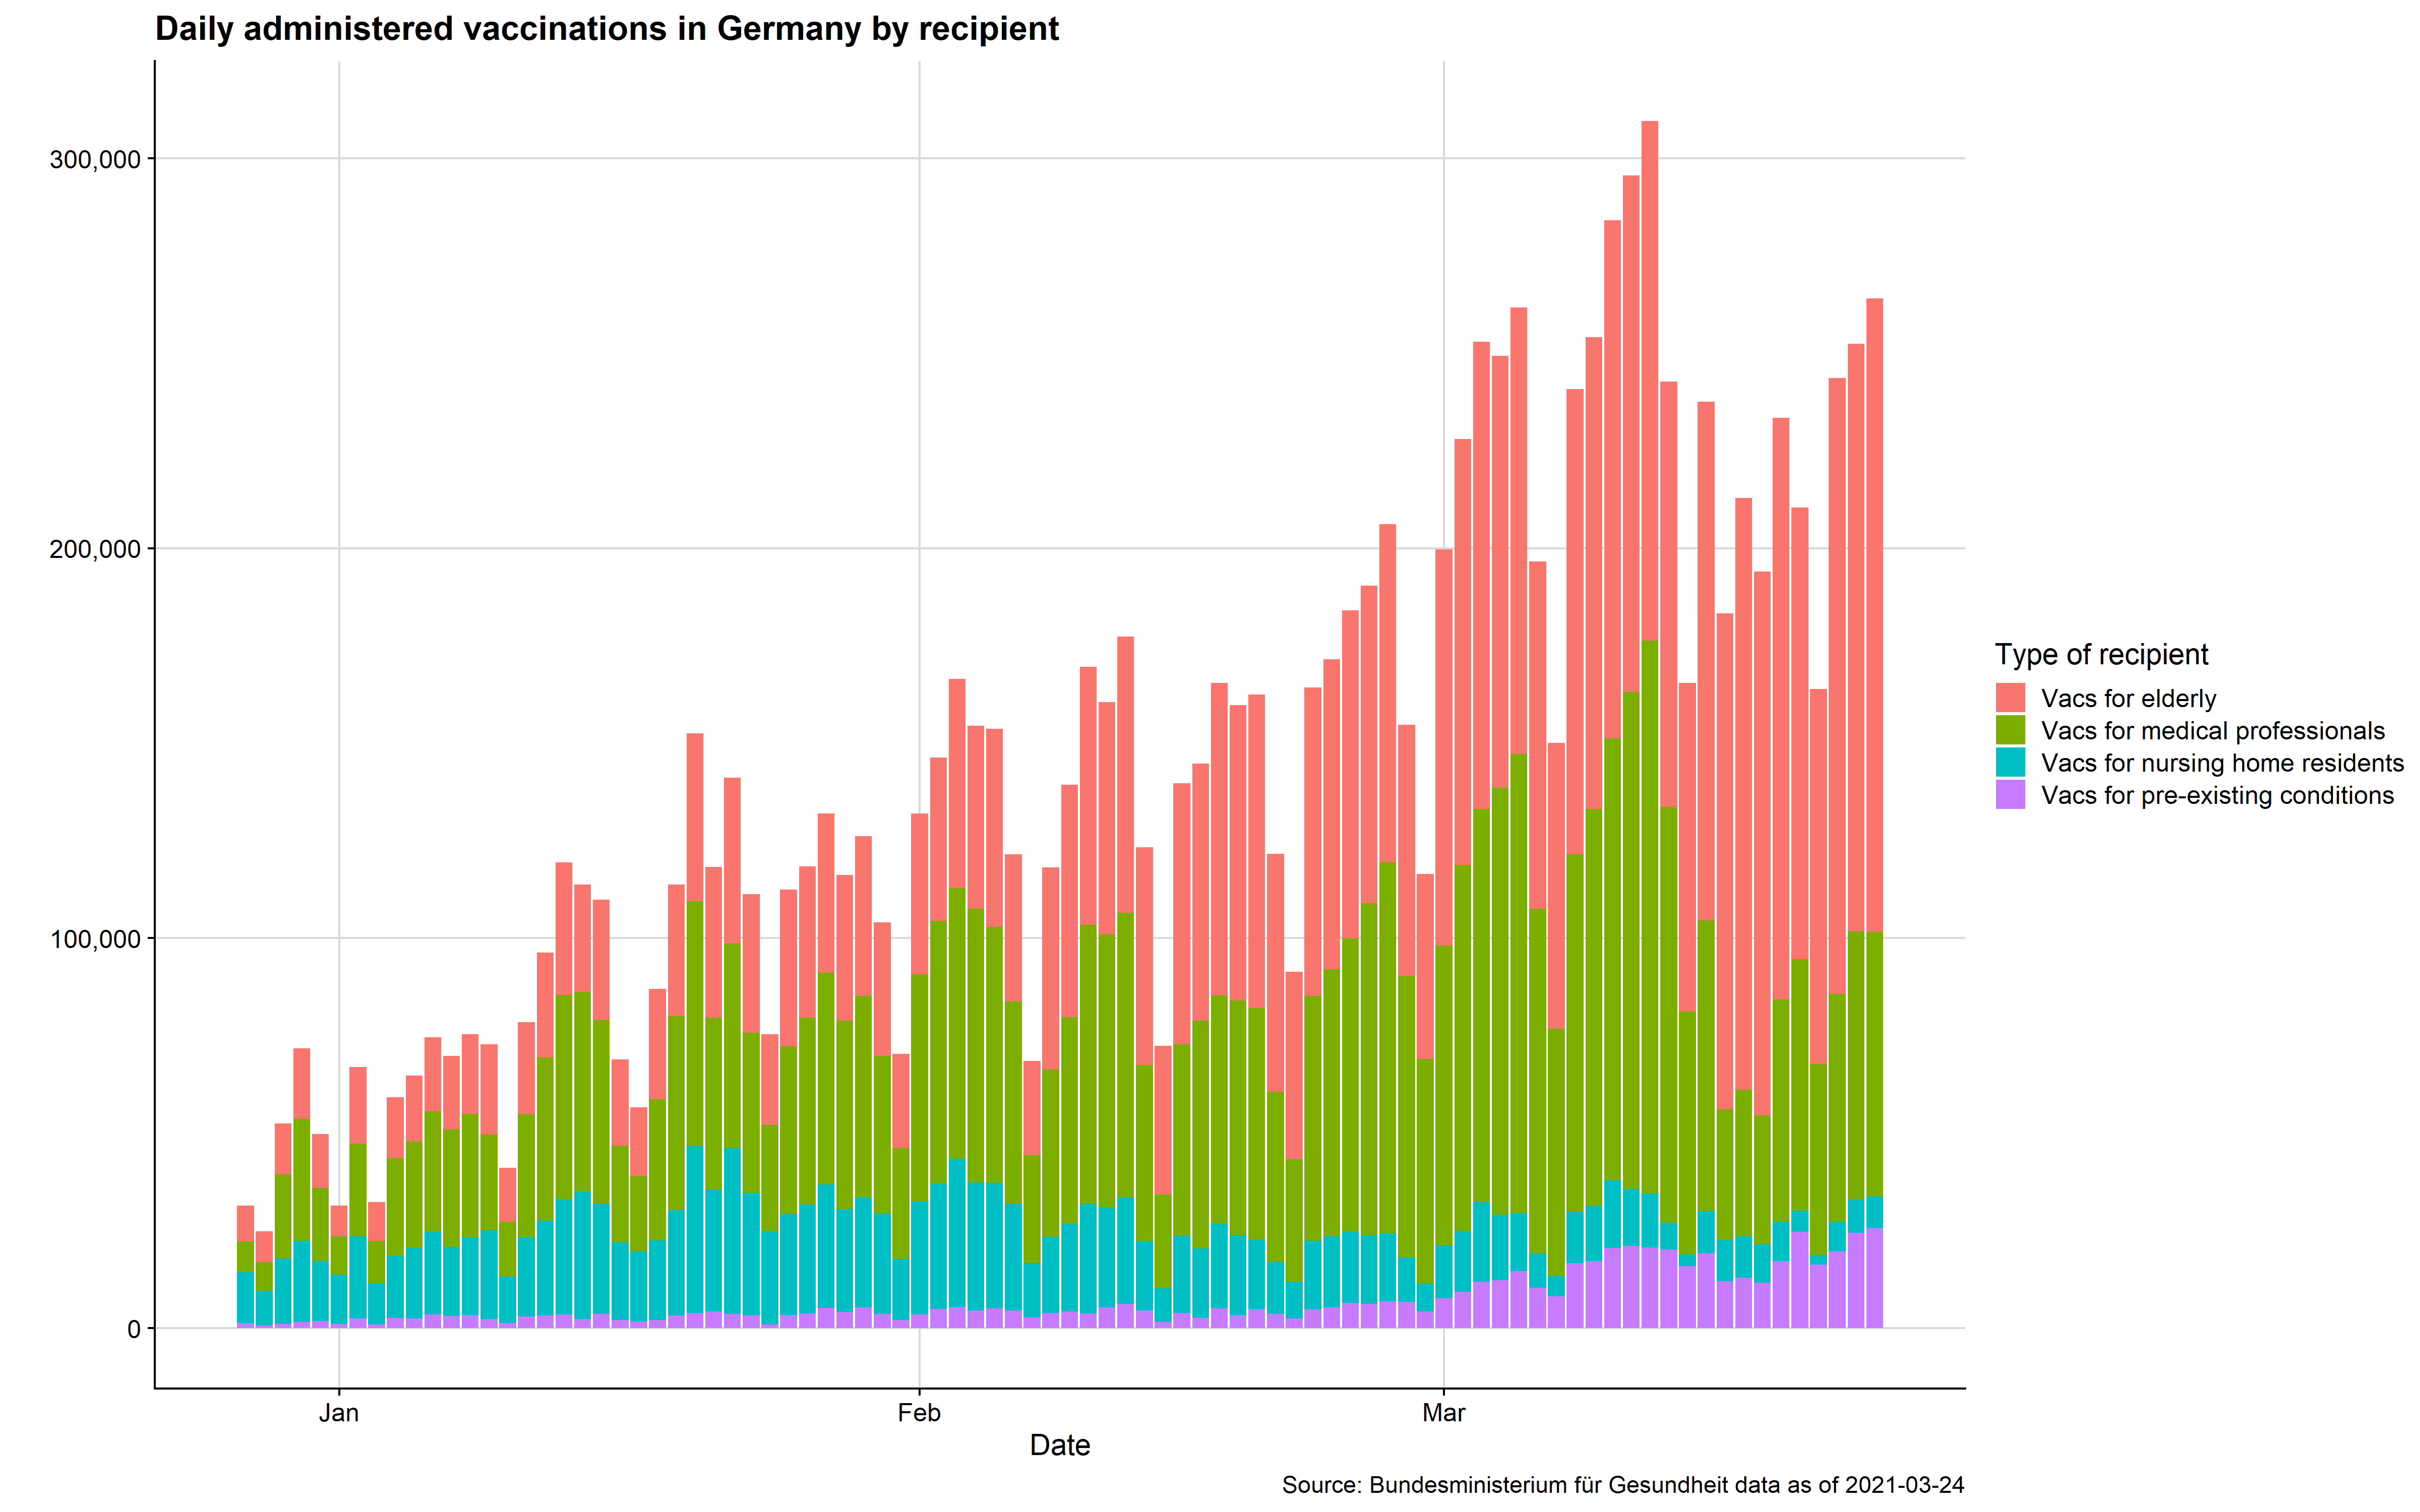 Daily administered vaccinations in Germany by recipient
300,000
200,000
100,000
0
Jan
Feb
Mar
Date
Type of recipient
Vacs for elderly
Vacs for medical professionals
Vacs for nursing home residents
Vacs for pre-existing conditions
Source: Bundesministerium für Gesundheit data as of 2021-03-24